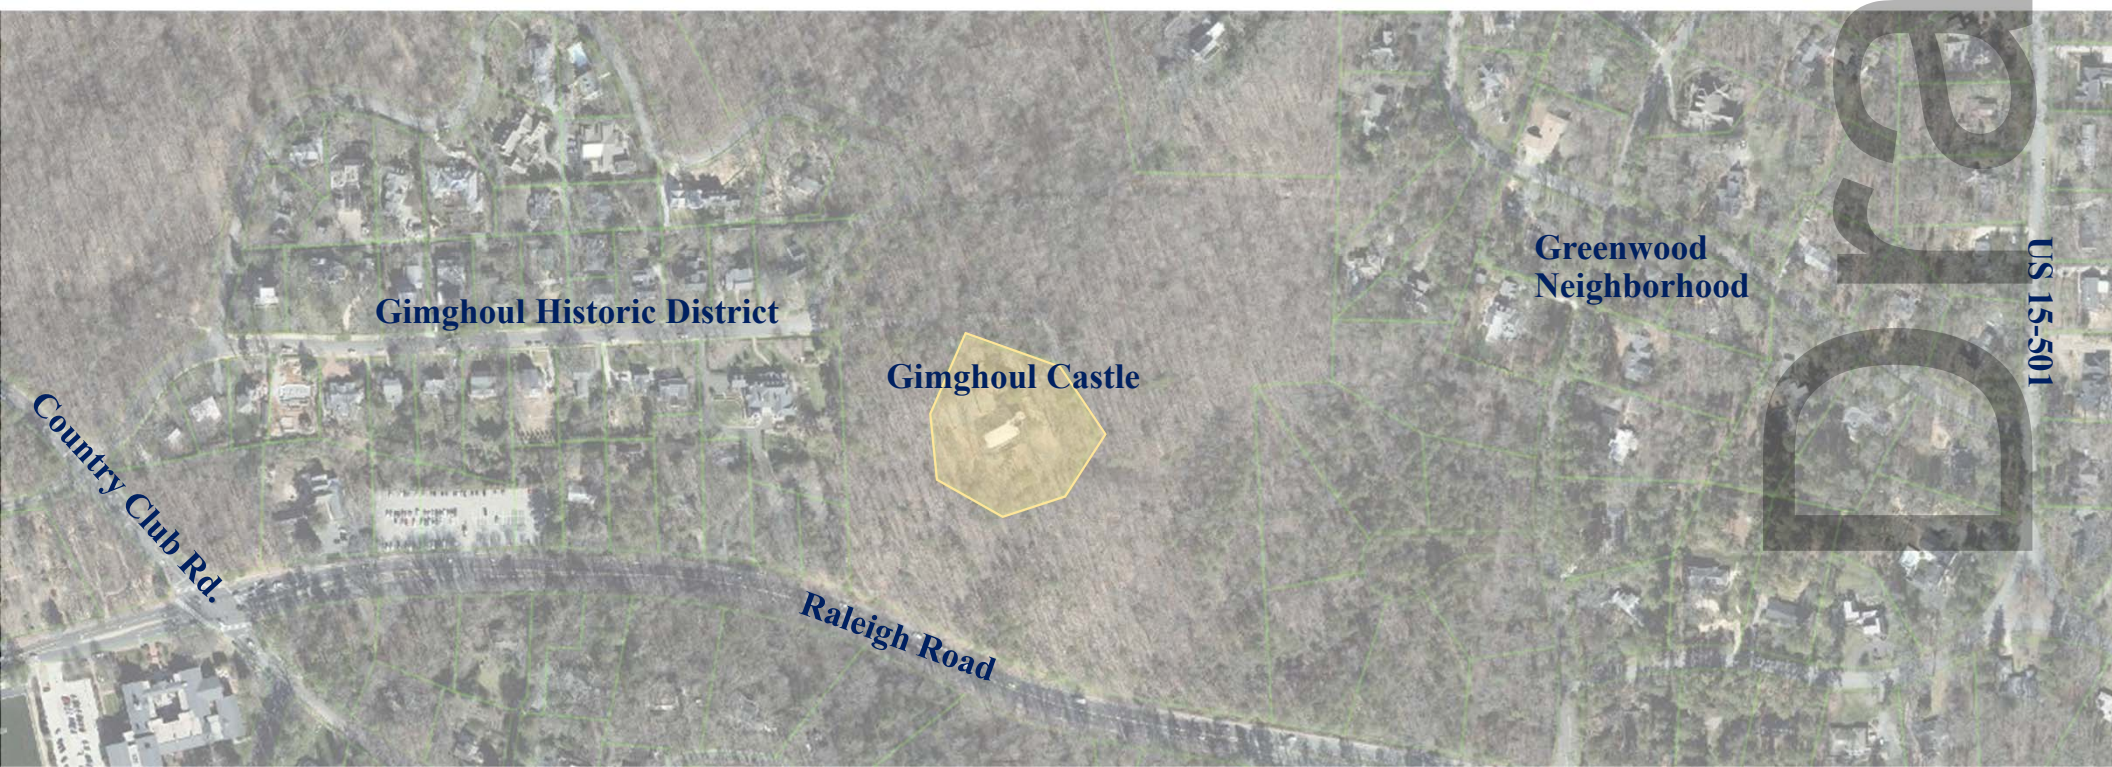 Gimghoul Historic District
Gimghoul Castle
Greenwood
Neighborhood
US 15-501
Country Club Rd.
Raleigh Road
Dra